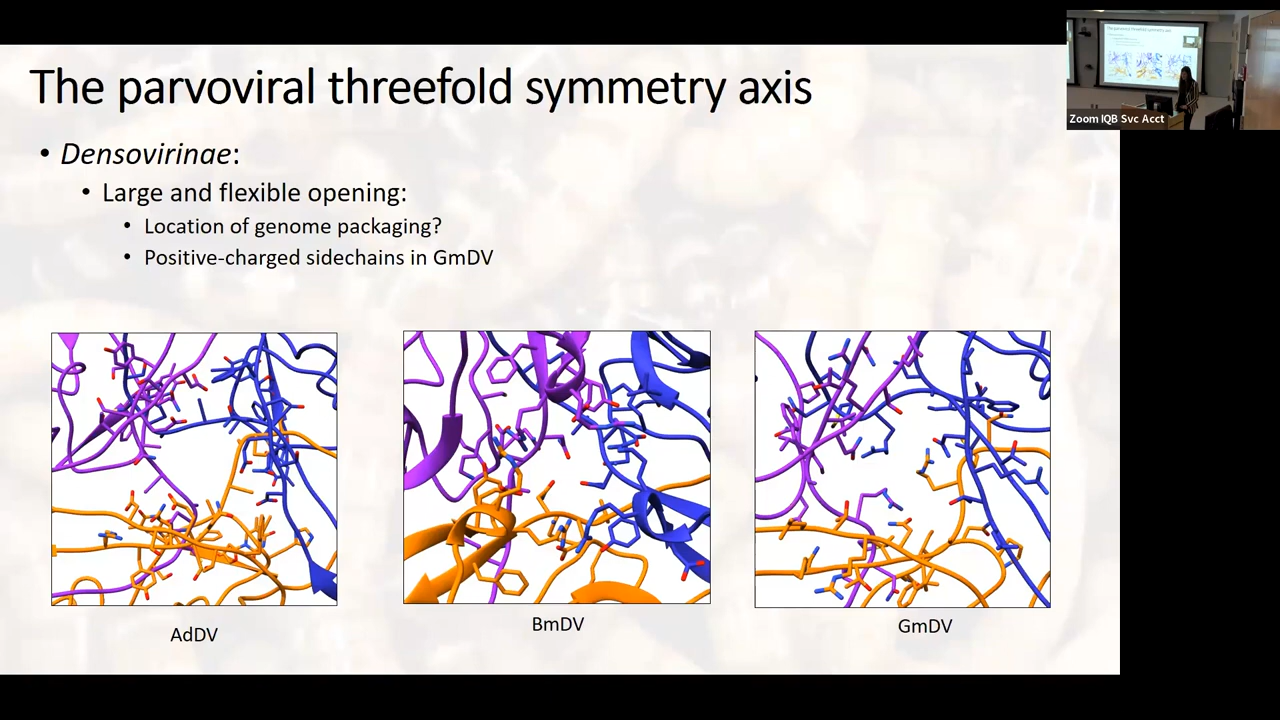 The parvoviral threefold symmetry axis
• Densovirinae:
• Large and flexible opening:
• Location of genome packaging?
• Positive-charged sidechains in GmDV
AdDV
BmDV
GmDV
Zoom IQB Svc Acct